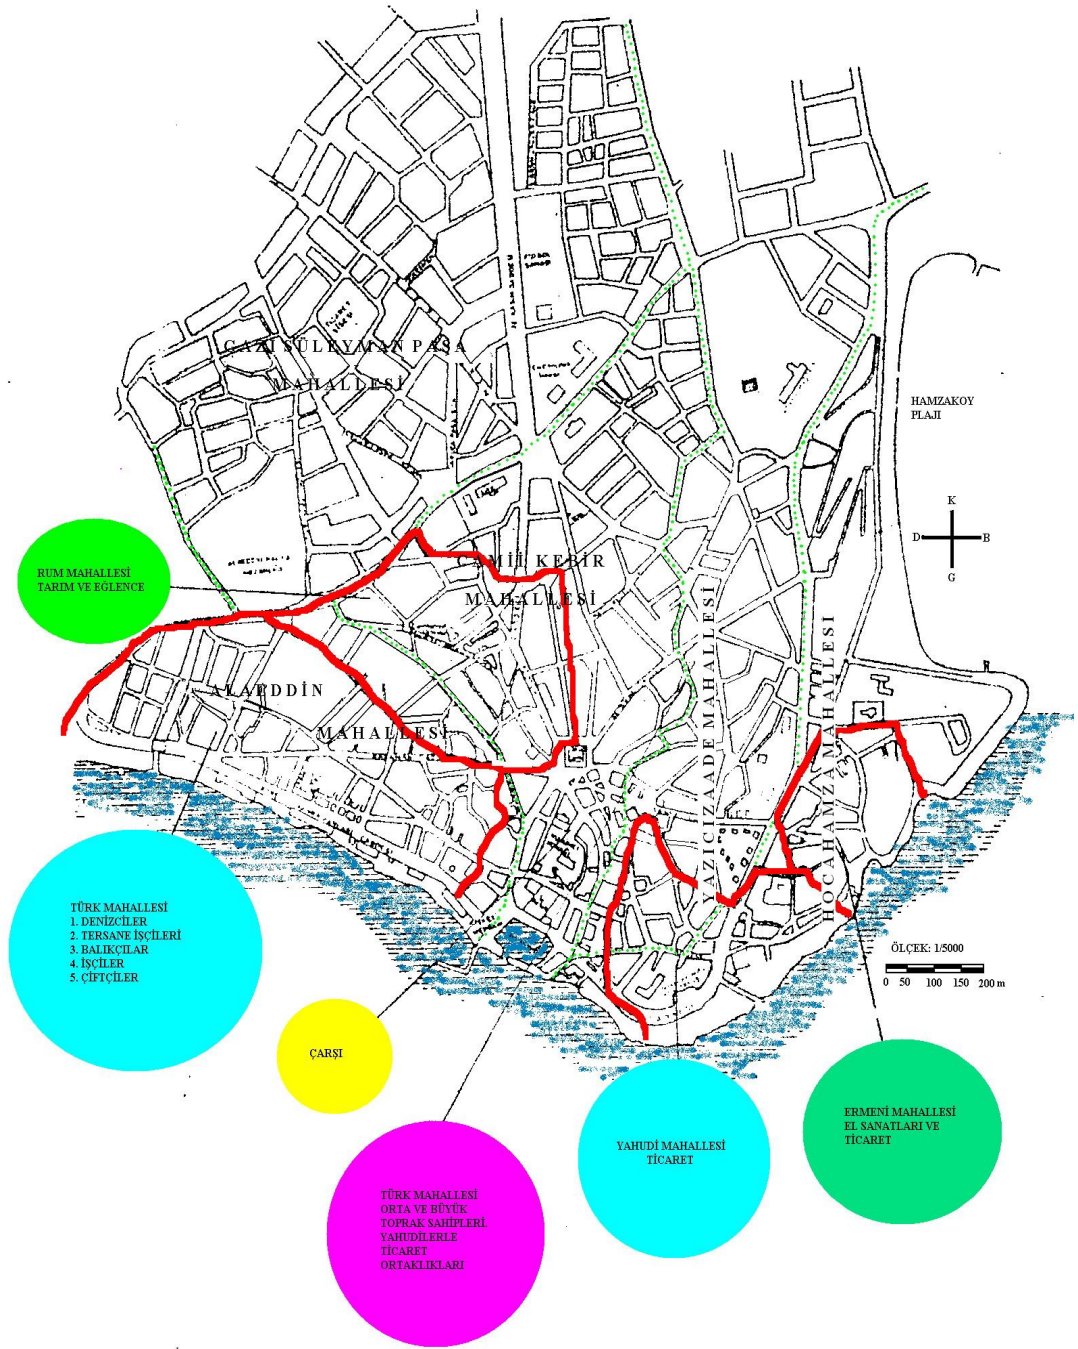 GAZİ SÜLEYMAN PAŞA
MAHALLESİ
HAMZAKOY
PLAJI
K
D
B
G
CAMİİ KEBİR
MAHALLESİ
RUM MAHALLESİ
TARIM VE EĞLENCE
ALAEDDİN
MAHALLESİ
YAZICIZADE MAHALLESİ
HOCAHAMZA MAHALLESİ
TÜRK MAHALLESİ
1. DENİZCİLER
2. TERSANE İŞÇİLERİ
3. BALIKÇILAR
4. İŞÇİLER
5. ÇİFTÇİLER
ÖLÇEK: 1/5000
0 50 100 150 200 m
ÇARŞI
ERMENİ MAHALLESİ
EL SANATLARI VE
TİCARET
YAHUDİ MAHALLESİ
TİCARET
TÜRK MAHALLESİ
ORTA VE BÜYÜK
TOPRAK SAHİPLERİ.
YAHUDİLERLE
TİCARET
ORTAKLIKLARI